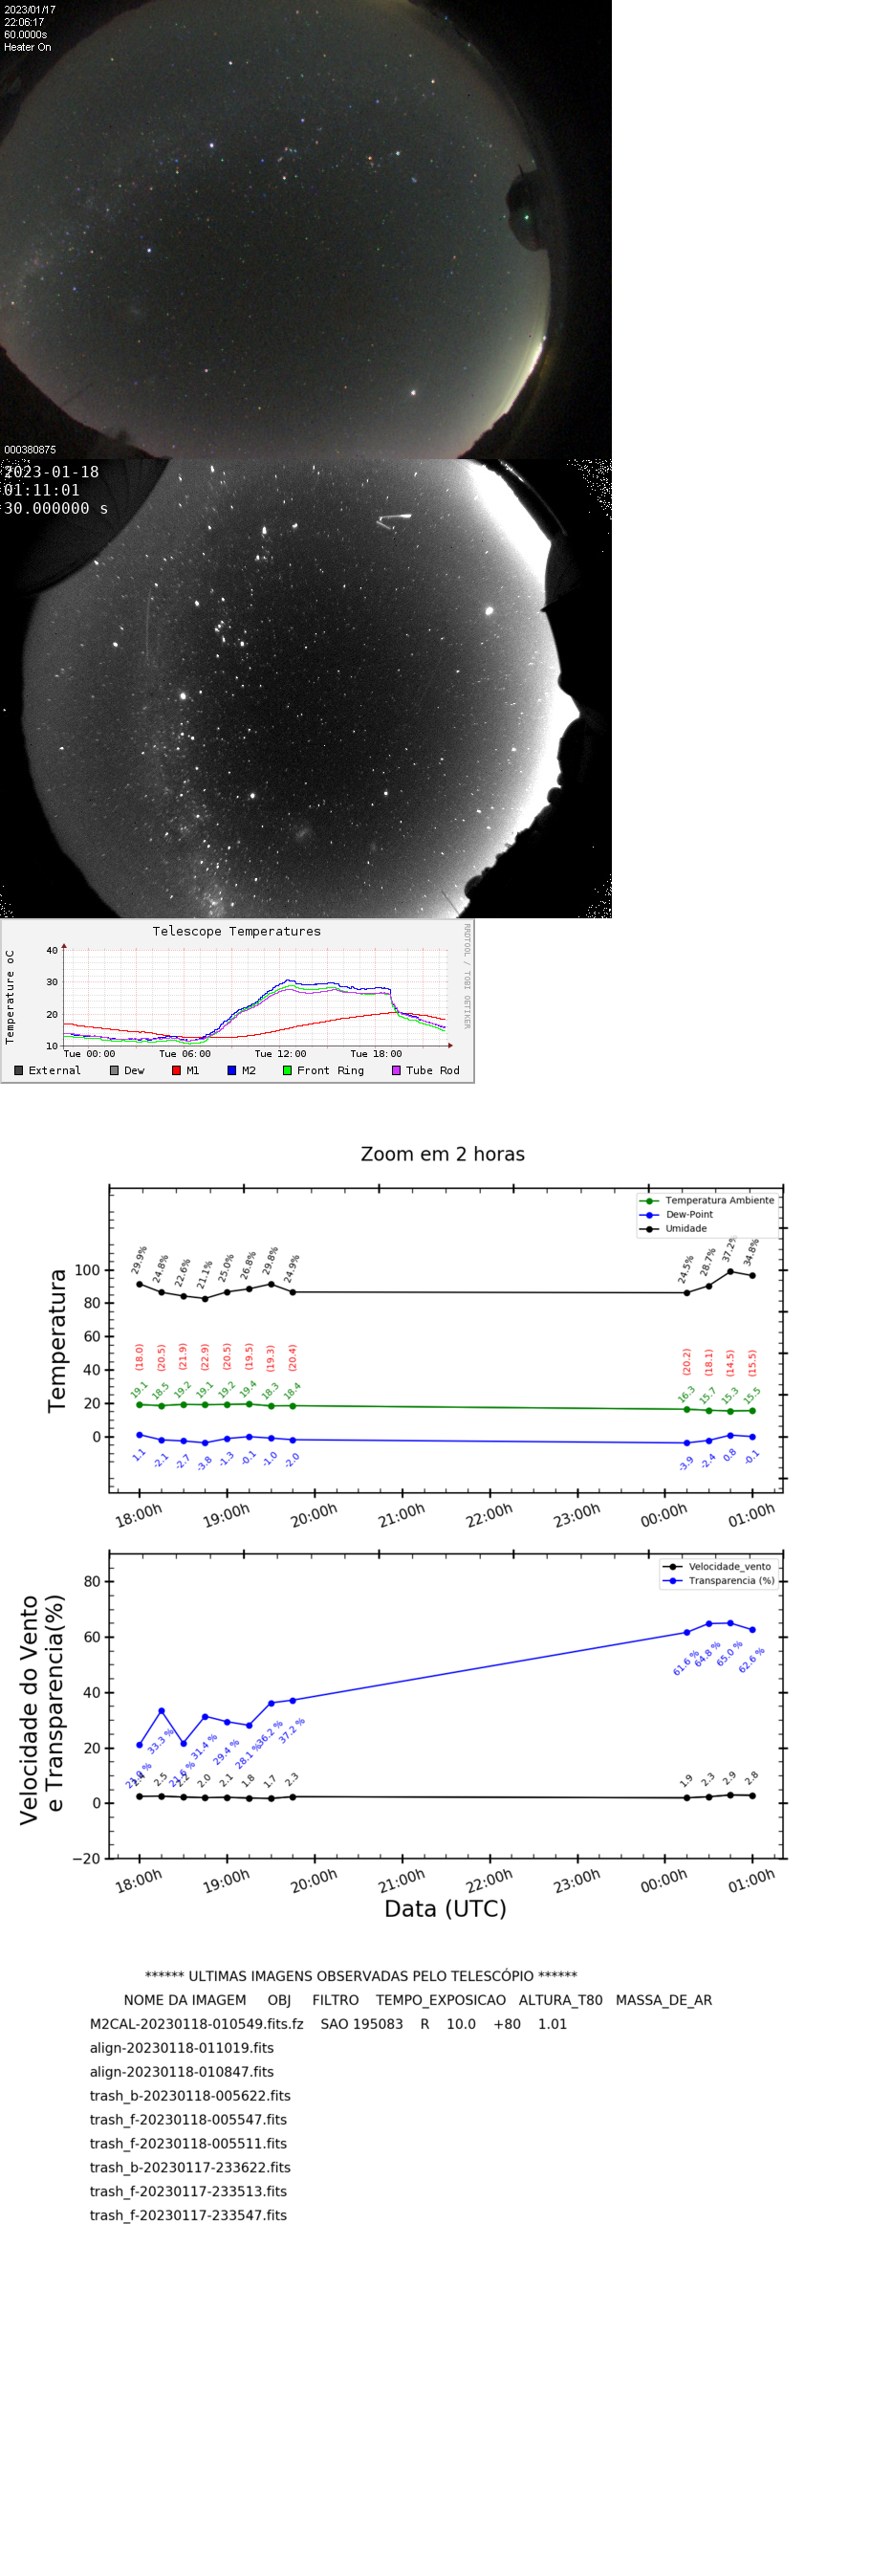 2023/01/17
22:06:17
60.0000s
Heater On
000380875
2023-01-18
01:11:01
30.000000 s
Telescope Temperatures
RRDTOOL / TOBI OETIKER
Temperature oC
40
30
20
10
Tue 00:00 Tue 06:00 Tue 12:00 Tue 18:00
External Dew M1 M2 Front Ring Tube Rod
Zoom em 2 horas
Temperatura Ambiente
Dew-Point
Umidade
Temperatura
100
80
60
40
20
0
29.9% 24.8% 22.6% 21.1% 25.0% 26.8% 29.8% 24.9% 24.5% 28.7% 37.2% 34.8%
(18.0) (20.5) (21.9) (22.9) (20.5) (19.5) (19.3) (20.4) (20.2) (18.1) (14.5) (15.5)
19.1 18.5 19.2 19.1 19.2 19.4 18.3 18.4 16.3 15.7 15.3 15.5
1.1 -2.1 -2.7 -3.8 -1.3 -0.1 -1.0 -2.0 -3.9 -2.4 0.8 -0.1
18:00h 19:00h 20:00h 21:00h 22:00h 23:00h 00:00h 01:00h
Velocidade_vento
Transparencia (%)
Velocidade do Vento
e Transparencia(%)
80
60
40
20
0
−20
33.3 % 21.6 % 31.4 % 29.4 % 28.1 % 36.2 % 37.2 % 61.6 % 64.8 % 65.0 % 62.6 %
2.5 2.2 2.0 2.1 1.8 1.7 2.3 1.9 2.3 2.9 2.8
18:00h 19:00h 20:00h 21:00h 22:00h 23:00h 00:00h 01:00h
Data (UTC)
****** ULTIMAS IMAGENS OBSERVADAS PELO TELESCÓPIO ******
NOME DA IMAGEM OBJ FILTRO TEMPO_EXPOSICAO ALTURA_T80 MASSA_DE_AR
M2CAL-20230118-010549.fits.fz SAO 195083 R 10.0 +80 1.01
align-20230118-011019.fits
align-20230118-010847.fits
trash_b-20230118-005622.fits
trash_f-20230118-005547.fits
trash_f-20230118-005511.fits
trash_b-20230117-233622.fits
trash_f-20230117-233513.fits
trash_f-20230117-233547.fits